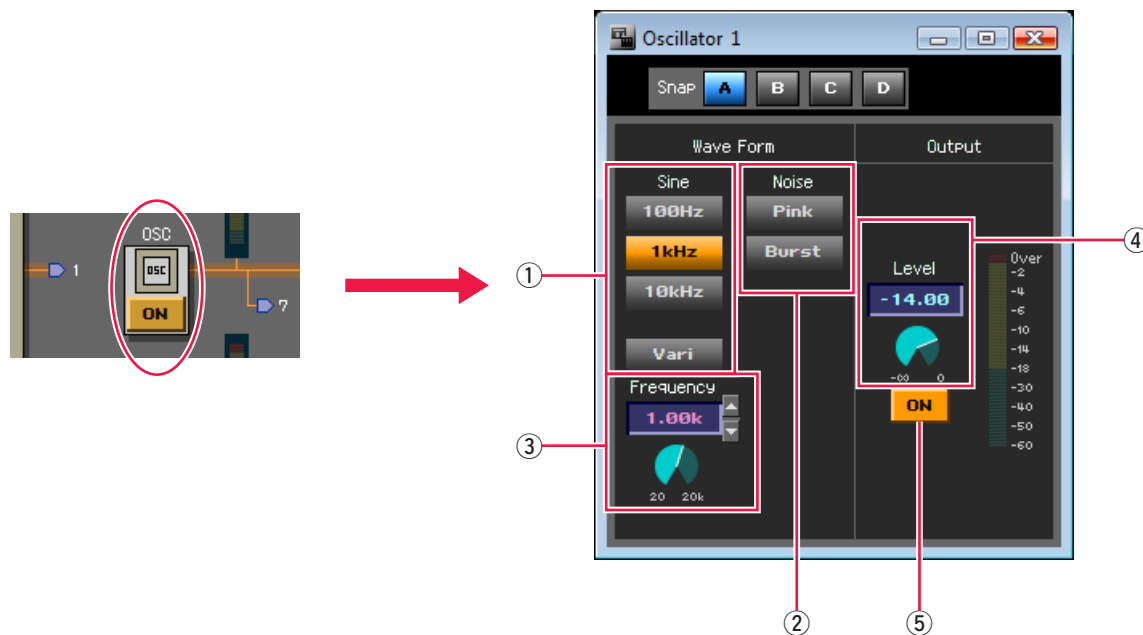 OSC
1
OSC
ON
7
Oscillator 1
Snap A B C D
Wave Form
Output
Sine
Noise
100Hz
Pink
1kHz
Burst
10kHz
Vari
Frequency
1.00k
20 20k
Level
-14.00
-∞ 0
ON
Over
-2
-4
-6
-10
-14
-18
-30
-40
-50
-60
①
②
③
④
⑤